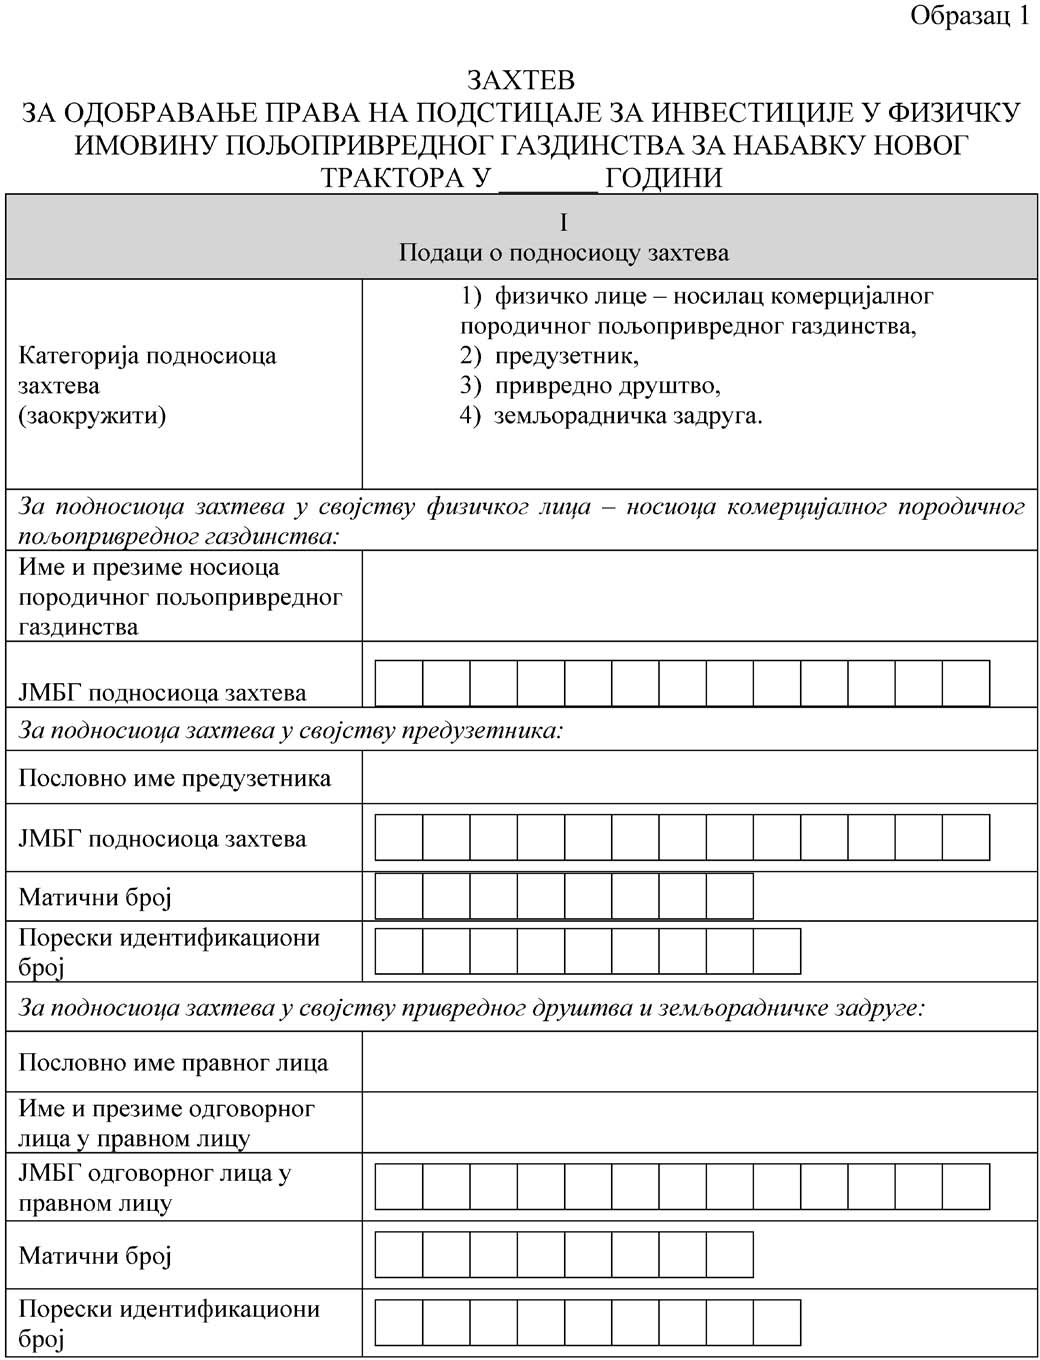 Образац 1
ЗАХТЕВ
ЗА ОДОБРАВАЊЕ ПРАВА НА ПОДСТИЦАЈЕ ЗА ИНВЕСТИЦИЈЕ У ФИЗИЧКУ
ИМОВИНУ ПОЉОПРИВРЕДНОГ ГАЗДИНСТВА ЗА НАБАВКУ НОВОГ
ТРАКТОРА У _______ ГОДИНИ
I
Подаци о подносиоцу захтева
Категорија подносиоца
захтева
(заокружити)
1) физичко лице – носилац комерцијалног
породичног пољопривредног газдинства,
2) предузетник,
3) привредно друштво,
4) земљорадничка задруга.
За подносиоца захтева у својству физичког лица – носиоца комерцијалног породичног
пољопривредног газдинства:
Име и презиме носиоца
породичног пољопривредног
газдинства
ЈМБГ подносиоца захтева
За подносиоца захтева у својству предузетника:
Пословно име предузетника
ЈМБГ подносиоца захтева
Матични број
Порески идентификациони
број
За подносиоца захтева у својству привредног друштва и земљорадничке задруге:
Пословно име правног лица
Име и презиме одговорног
лица у правном лицу
ЈМБГ одговорног лица у
правном лицу
Матични број
Порески идентификациони
број